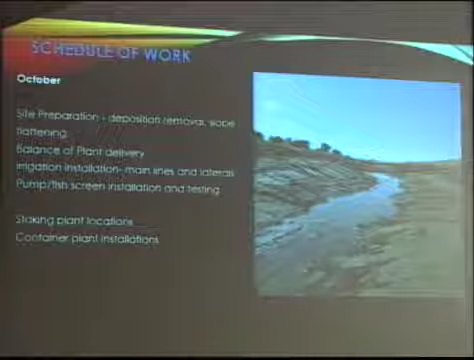 SCHEDULE OF WORK
October
Site Preparation - deposition removal, slope
flattening
Balance of Plant delivery
Irrigation installation- main lines and laterals
Pump/fish screen installation and testing
Staking plant locations
Container plant installations